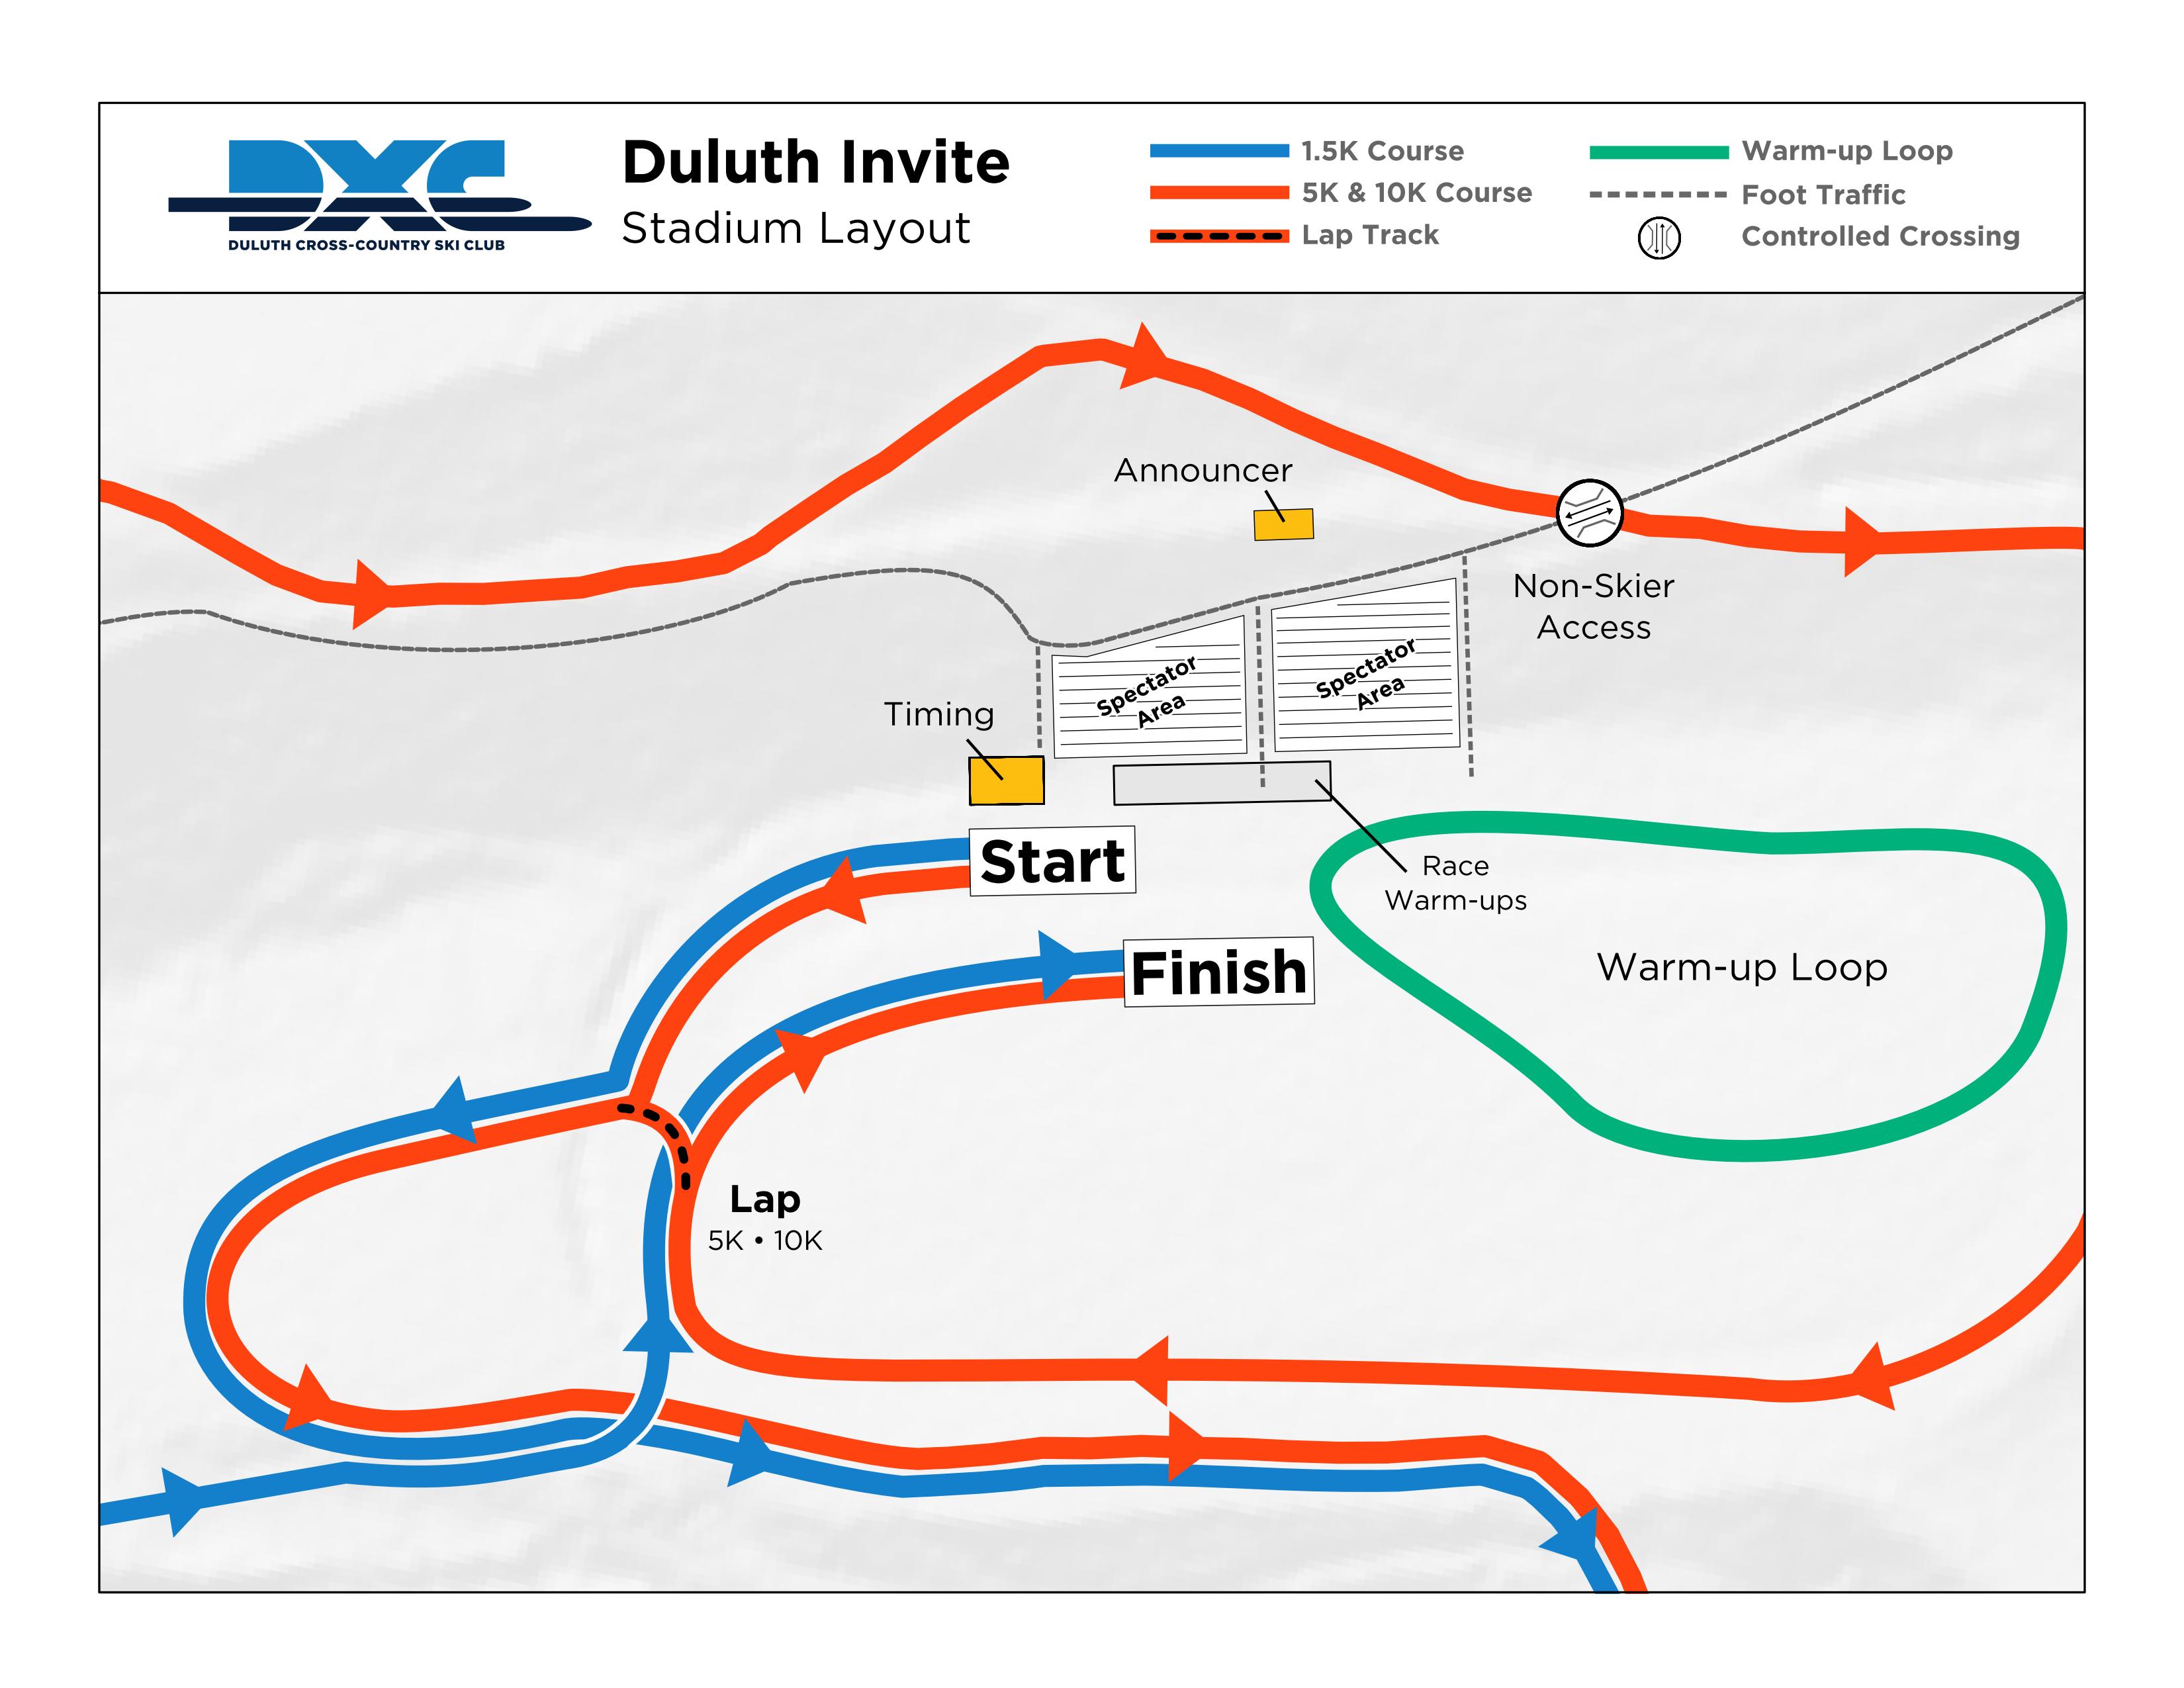 DXC
DULUTH CROSS-COUNTRY SKI CLUB
Duluth Invite
Stadium Layout
1.5K Course
5K & 10K Course
Lap Track
Warm-up Loop
Foot Traffic
Controlled Crossing
Announcer
Non-Skier
Access
Spectator
Area
Spectator
Area
Timing
Start
Race
Warm-ups
Finish
Warm-up Loop
Lap
5K • 10K